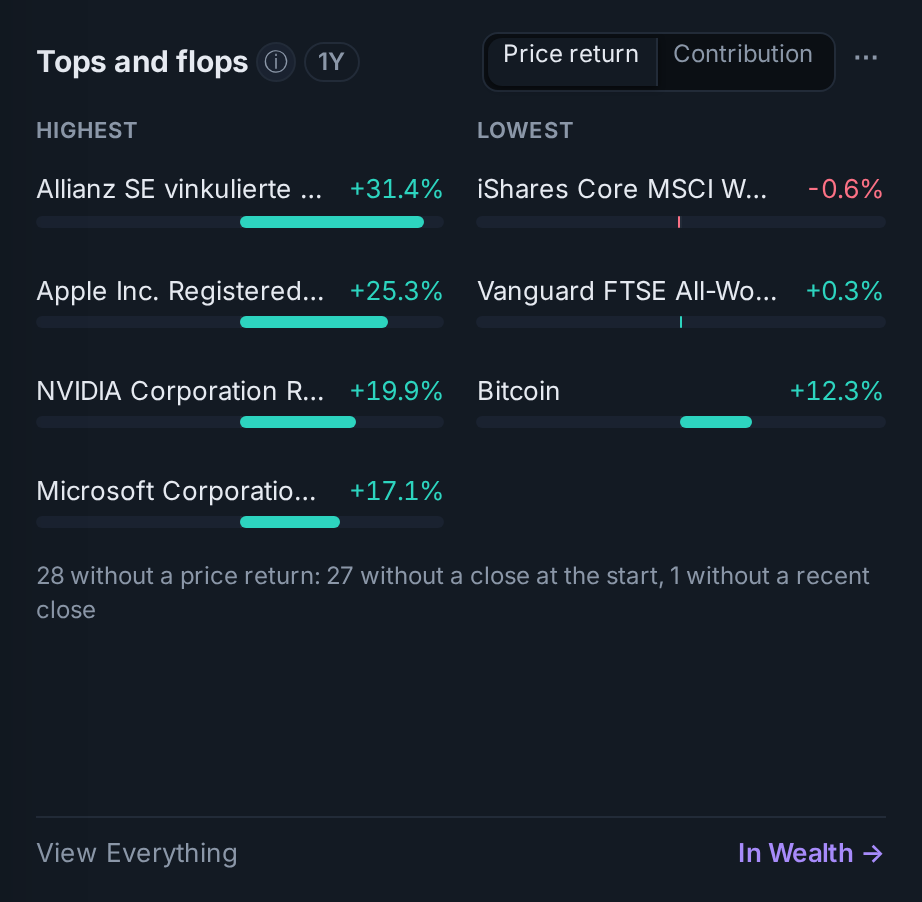 Tops and flops ⓘ 1Y Price return Contribution ···
HIGHEST
Allianz SE vinkulierte ... +31.4%
Apple Inc. Registered... +25.3%
NVIDIA Corporation R... +19.9%
Microsoft Corporatio... +17.1%
LOWEST
iShares Core MSCI W... -0.6%
Vanguard FTSE All-Wo... +0.3%
Bitcoin +12.3%
28 without a price return: 27 without a close at the start, 1 without a recent
close
View Everything
In Wealth →